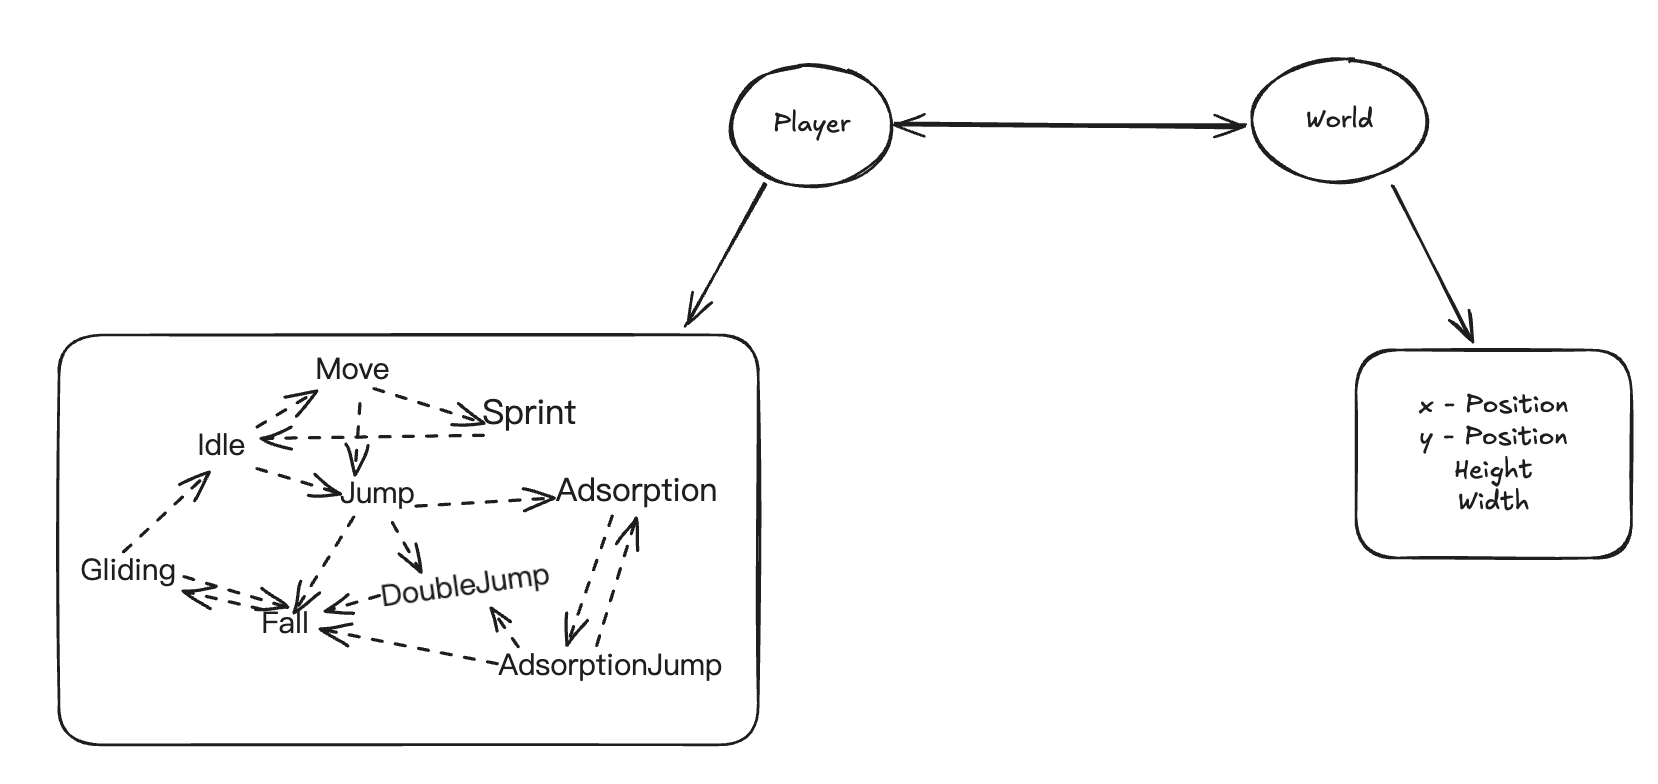 Player
World
Move
Sprint
Idle
Jump
Adsorption
Gliding
DoubleJump
Fall
AdsorptionJump
x - Position
y - Position
Height
Width